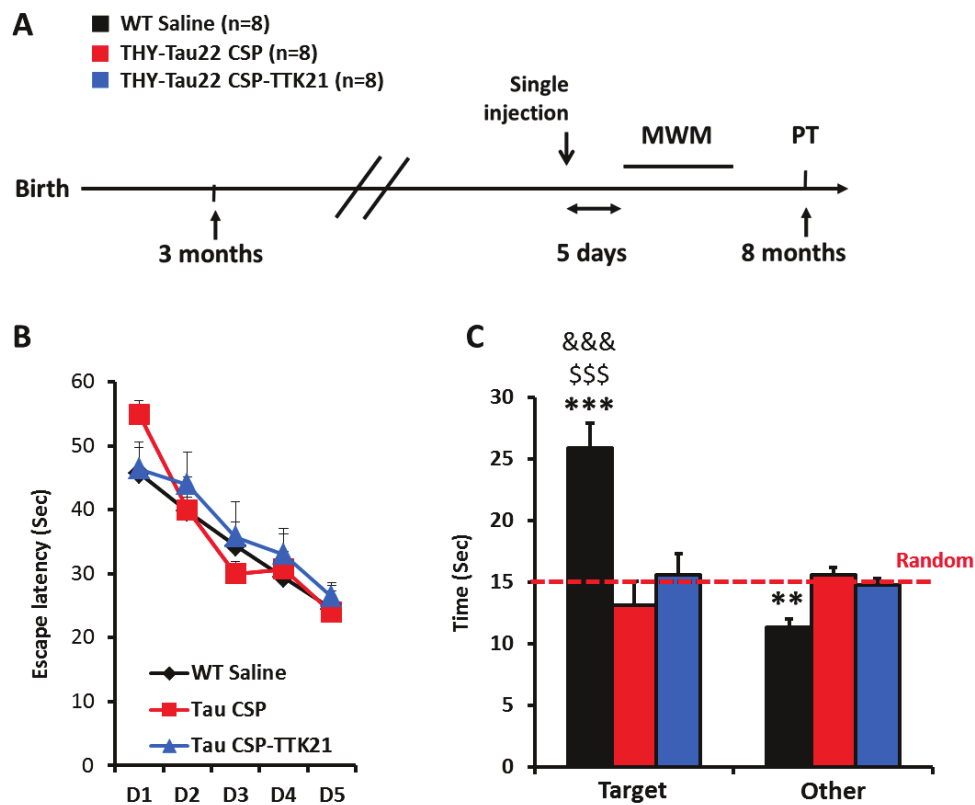 A
WT Saline (n=8)
THY-Tau22 CSP (n=8)
THY-Tau22 CSP-TTK21 (n=8)
Single
injection
MWM
PT
Birth
3 months
5 days
8 months
B
Escape latency (Sec)
60
50
40
30
20
10
0
D1 D2 D3 D4 D5
WT Saline
Tau CSP
Tau CSP-TTK21
C
&&&
$$$
***
**
Time (Sec)
30
25
20
15
10
5
0
Random
Target
Other